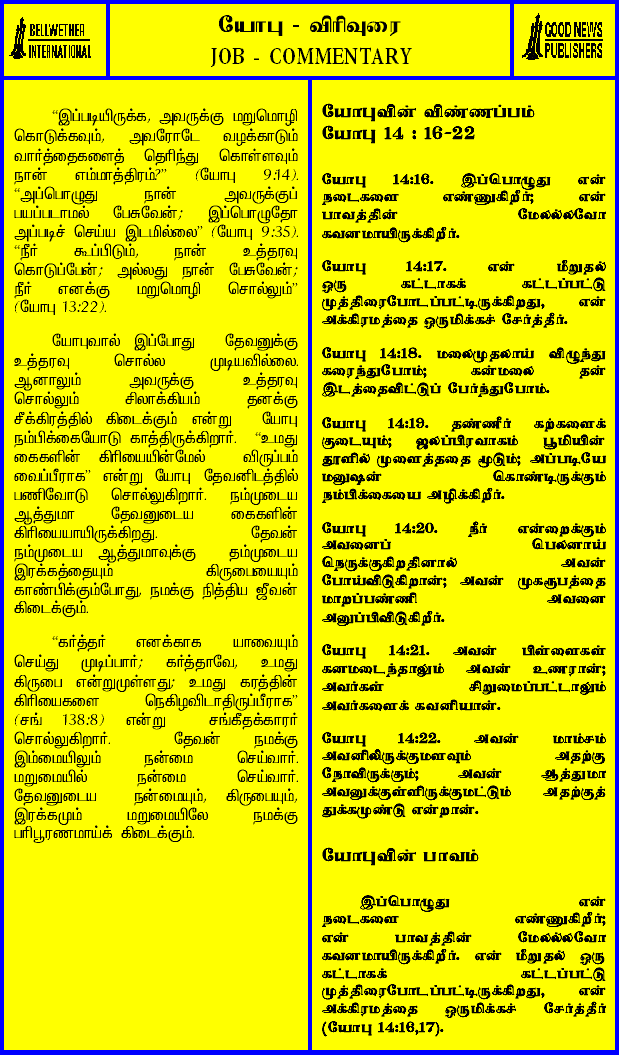 BELLWETHER
INTERNATIONAL
யோபு - விரிவுரை
JOB - COMMENTARY
GOOD NEWS
PUBLISHERS
“இப்படியிருக்க, அவருக்கு மறுமொழி
கொடுக்கவும், அவரோடே வழக்காடும்
வார்த்தைகளைத் தெரிந்து கொள்ளவும்
நான் எம்மாத்திரம்?” (யோபு 9:14).
“அப்பொழுது நான் அவருக்குப்
பயப்படாமல் பேசுவேன்; இப்பொழுதோ
அப்படிச் செய்ய இடமில்லை” (யோபு 9:35).
“நீர் கூப்பிடும், நான் உத்தரவு
கொடுப்பேன்; அல்லது நான் பேசுவேன்;
நீர் எனக்கு மறுமொழி சொல்லும்”
(யோபு 13:22).
யோபுவால் இப்போது தேவனுக்கு
உத்தரவு சொல்ல முடியவில்லை.
ஆனாலும் அவருக்கு உத்தரவு
சொல்லும் சிலாக்கியம் தனக்கு
சீக்கிரத்தில் கிடைக்கும் என்று யோபு
நம்பிக்கையோடு காத்திருக்கிறார். “உமது
கைகளின் கிரியையின்மேல் விருப்பம்
வைப்பீராக” என்று யோபு தேவனிடத்தில்
பணிவோடு சொல்லுகிறார். நம்முடைய
ஆத்துமா தேவனுடைய கைகளின்
கிரியையாயிருக்கிறது. தேவன்
நம்முடைய ஆத்துமாவுக்கு தம்முடைய
இரக்கத்தையும் கிருபையையும்
காண்பிக்கும்போது, நமக்கு நித்திய ஜீவன்
கிடைக்கும்.
“கர்த்தர் எனக்காக யாவையும்
செய்து முடிப்பார்; கர்த்தாவே, உமது
கிருபை என்றுமுள்ளது; உமது கரத்தின்
கிரியைகளை நெகிழவிடாதிருப்பீராக”
(சங் 138:8) என்று சங்கீதக்காரர்
சொல்லுகிறார். தேவன் நமக்கு
இம்மையிலும் நன்மை செய்வார்.
மறுமையில் நன்மை செய்வார்.
தேவனுடைய நன்மையும், கிருபையும்,
இரக்கமும் மறுமையிலே நமக்கு
பரிபூரணமாய்க் கிடைக்கும்.
யோபுவின் விண்ணப்பம்
யோபு 14 : 16-22
யோபு 14:16. இப்பொழுது என்
நடைகளை எண்ணுகிறீர்; என்
பாவத்தின் மேலல்லவோ
கவனமாயிருக்கிறீர்.
யோபு 14:17. என் மீறுதல்
ஒரு கட்டாகக் கட்டப்பட்டு
முத்திரைபோடப்பட்டிருக்கிறது, என்
அக்கிரமத்தை ஒருமிக்கச் சேர்த்தீர்.
யோபு 14:18. மலைமுதலாய் விழுந்து
கரைந்துபோம்; கன்மலை தன்
இடத்தைவிட்டுப் பேர்ந்துபோம்.
யோபு 14:19. தண்ணீர் கற்களைக்
குடையும்; ஜலப்பிரவாகம் பூமியின்
தூளில் முளைத்ததை மூடும்; அப்படியே
மனுஷன் கொண்டிருக்கும்
நம்பிக்கையை அழிக்கிறீர்.
யோபு 14:20. நீர் என்றைக்கும்
அவனைப் பெலனாய்
நெருக்குகிறதினால் அவன்
போய்விடுகிறான்; அவன் முகரூபத்தை
மாறப்பண்ணி அவனை
அனுப்பிவிடுகிறீர்.
யோபு 14:21. அவன் பிள்ளைகள்
கனமடைந்தாலும் அவன் உணரான்;
அவர்கள் சிறுமைப்பட்டாலும்
அவர்களைக் கவனியான்.
யோபு 14:22. அவன் மாம்சம்
அவனிலிருக்குமளவும் அதற்கு
நோவிருக்கும்; அவன் ஆத்துமா
அவனுக்குள்ளிருக்குமட்டும் அதற்குத்
துக்கமுண்டு என்றான்.
யோபுவின் பாவம்
இப்பொழுது என்
நடைகளை எண்ணுகிறீர்;
என் பாவத்தின் மேலல்லவோ
கவனமாயிருக்கிறீர். என் மீறுதல் ஒரு
கட்டாகக் கட்டப்பட்டு
முத்திரைபோடப்பட்டிருக்கிறது, என்
அக்கிரமத்தை ஒருமிக்கச் சேர்த்தீர்
(யோபு 14:16,17).